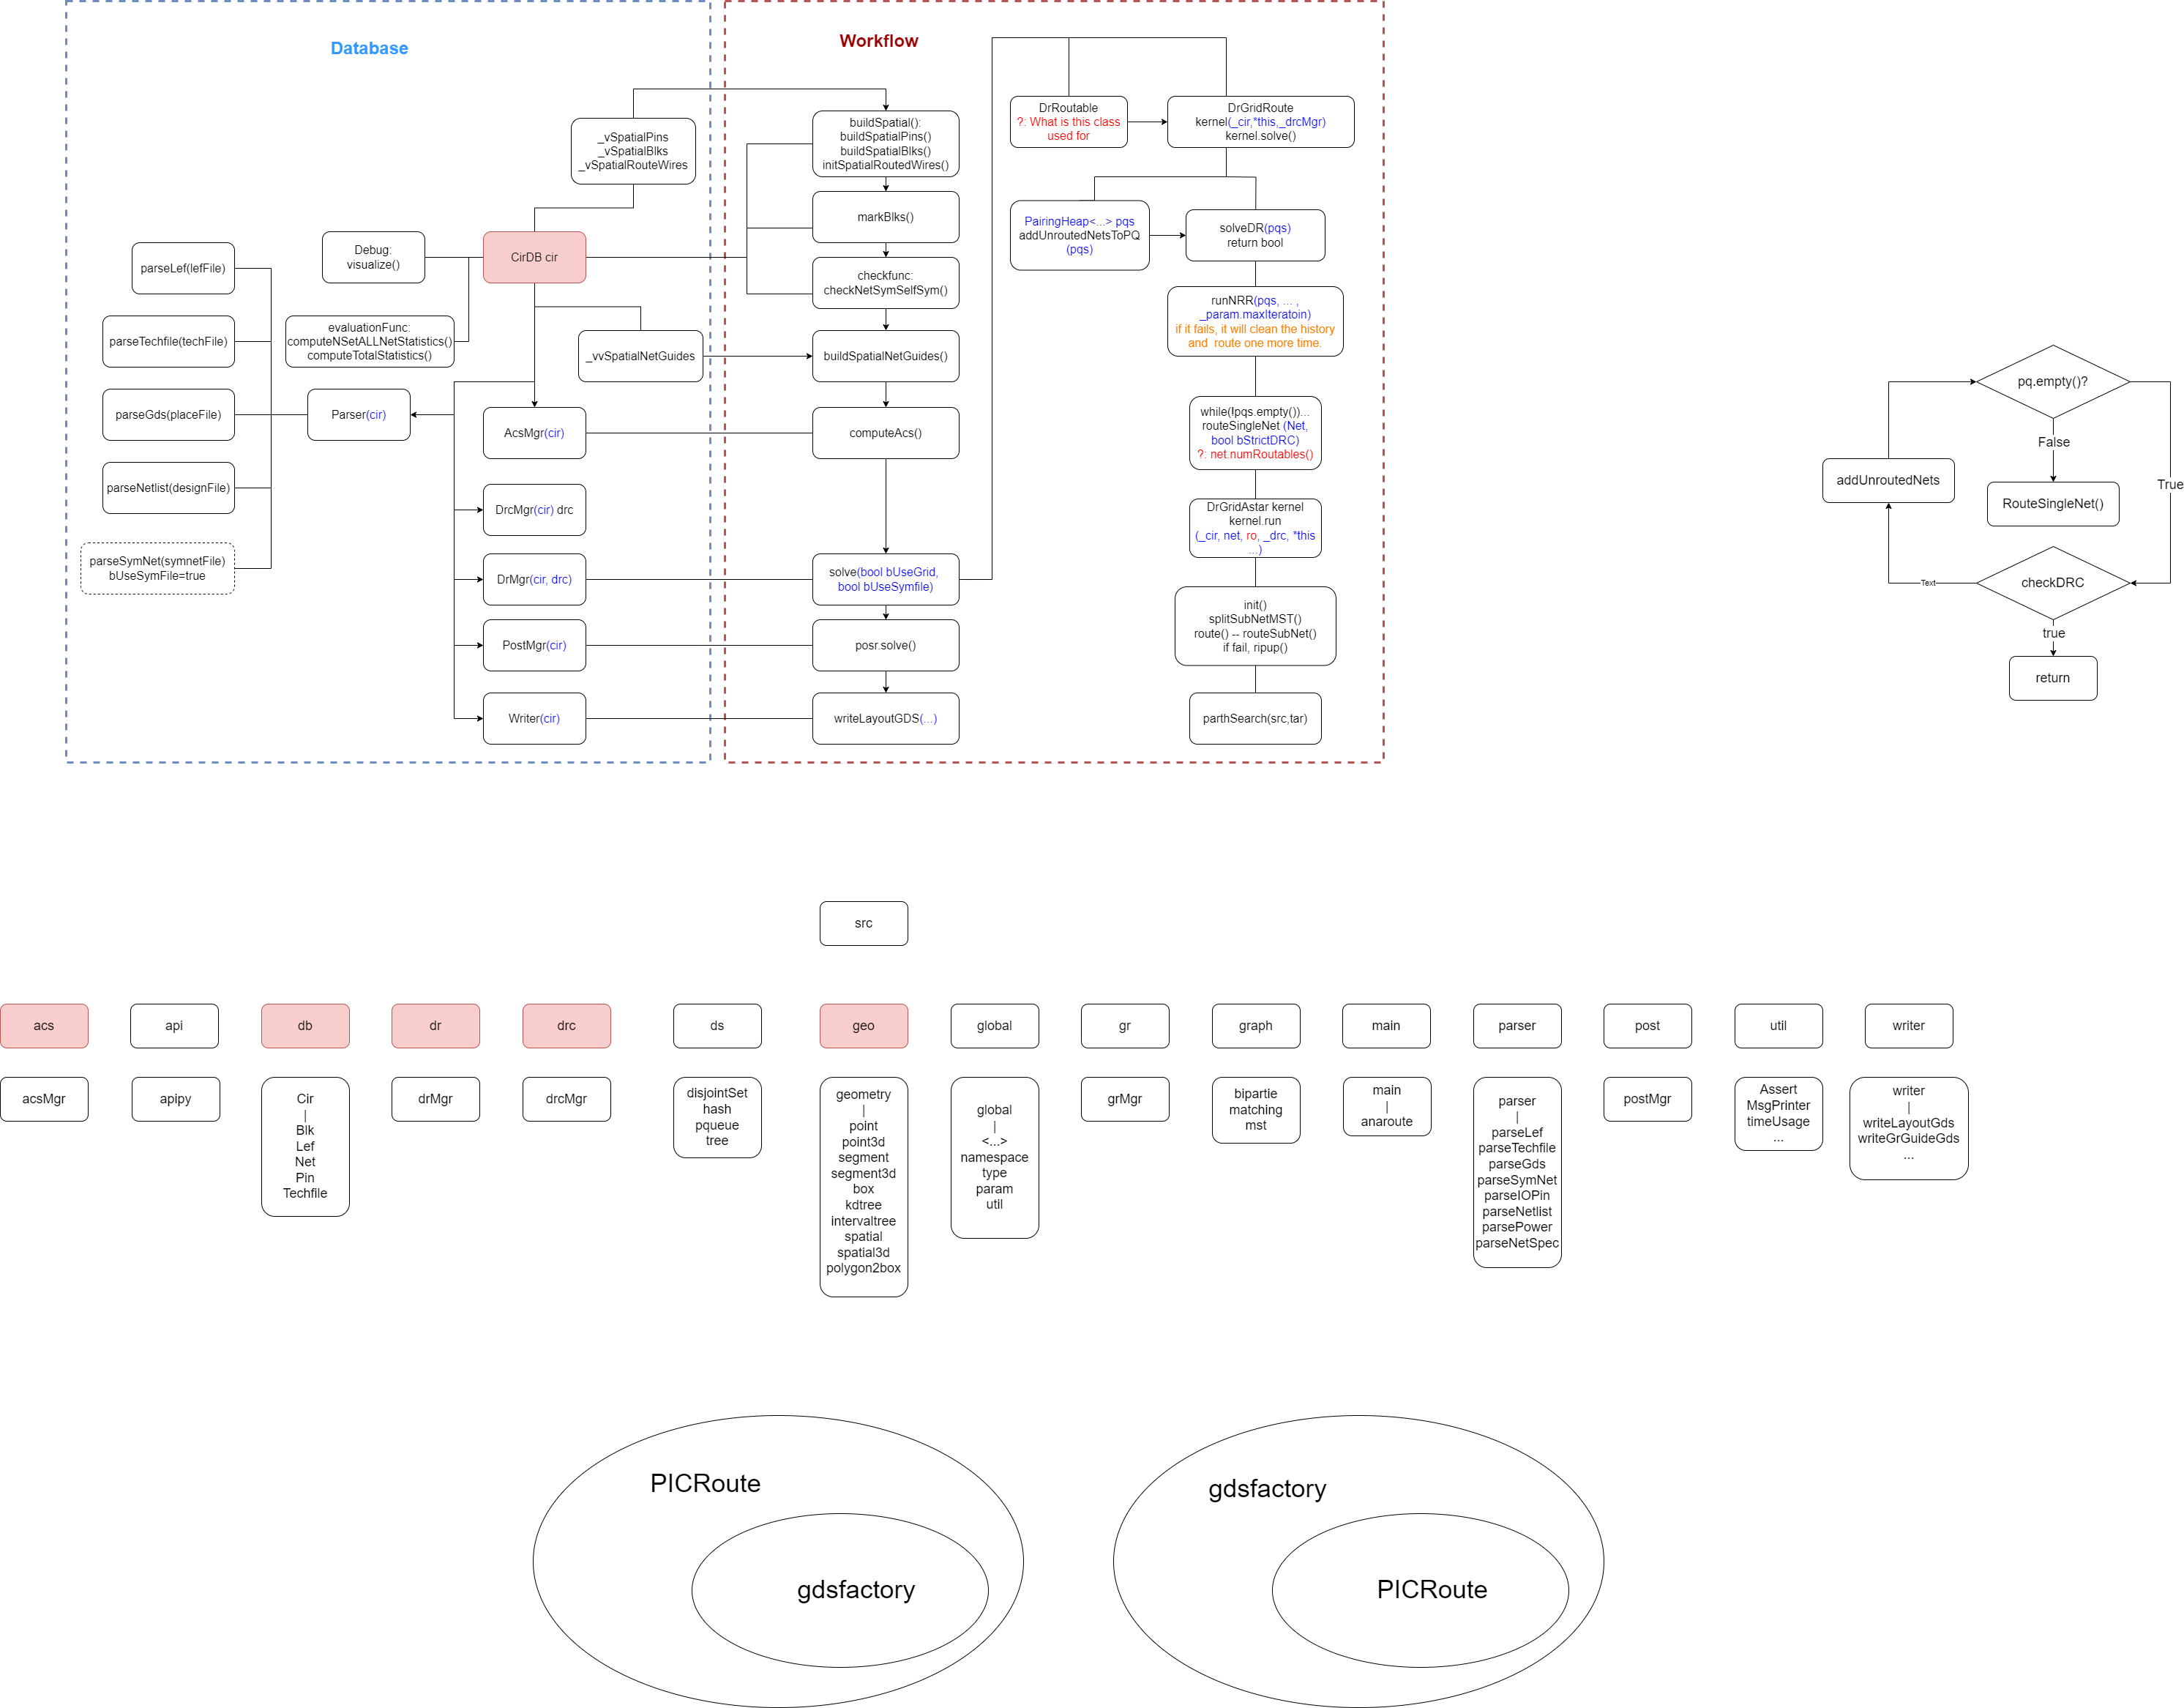 Database
Workflow
_vSpatialPins
_vSpatialBlks
_vSpatialRouteWires
Debug:
visualize()
CirDB cir
evaluationFunc:
computeNSetALLNetStatistics()
computeTotalStatistics()
_vvSpatialNetGuides
parseLef(lefFile)
parseTechfile(techFile)
parseGds(placeFile)
parseNetlist(designFile)
parseSymNet(symnetFile)
bUseSymFile=true
Parser(cir)
AcsMgr(cir)
DrcMgr(cir) drc
DrMgr(cir, drc)
PostMgr(cir)
Writer(cir)
buildSpatial():
buildSpatialPins()
buildSpatialBlks()
initSpatialRoutedWires()
markBlks()
checkfunc:
checkNetSymSelfSym()
buildSpatialNetGuides()
computeAcs()
solve(bool bUseGrid,
bool bUseSymfile)
posr.solve()
writeLayoutGDS(...)
DrRoutable
?: What is this class
used for
DrGridRoute
kernel(_cir,*this,_drcMgr)
kernel.solve()
PairingHeap<...> pqs
addUnroutedNetsToPQ
(pqs)
solveDR(pqs)
return bool
runNRR(pqs, ... ,
_param.maxIteratoin)
if it fails, it will clean the history
and route one more time.
while(!pqs.empty())...
routeSingleNet (Net,
bool bStrictDRC)
?: net.numRoutables()
DrGridAstar kernel
kernel.run
(_cir, net, ro, _drc, *this
...)
init()
splitSubNetMST()
route() -- routeSubNet()
if fail, ripup()
parthSearch(src,tar)
pq.empty()?
False
True
addUnroutedNets
RouteSingleNet()
checkDRC
Text
true
return
src
acs
api
db
dr
drc
ds
geo
global
gr
graph
main
parser
post
util
writer
acsMgr
apipy
Cir
|
Blk
Lef
Net
Pin
Techfile
drMgr
drcMgr
disjointSet
hash
pqueue
tree
geometry
|
point
point3d
segment
segment3d
box
kdtree
intervaltree
spatial
spatial3d
polygon2box
global
|
<...>
namespace
type
param
util
grMgr
bipartie
matching
mst
main
|
anaroute
parser
|
parseLef
parseTechfile
parseGds
parseSymNet
parseIOPin
parseNetlist
parsePower
parseNetSpec
postMgr
Assert
MsgPrinter
timeUsage
...
writer
|
writeLayoutGds
writeGrGuideGds
...
PICRoute
gdsfactory
gdsfactory
PICRoute